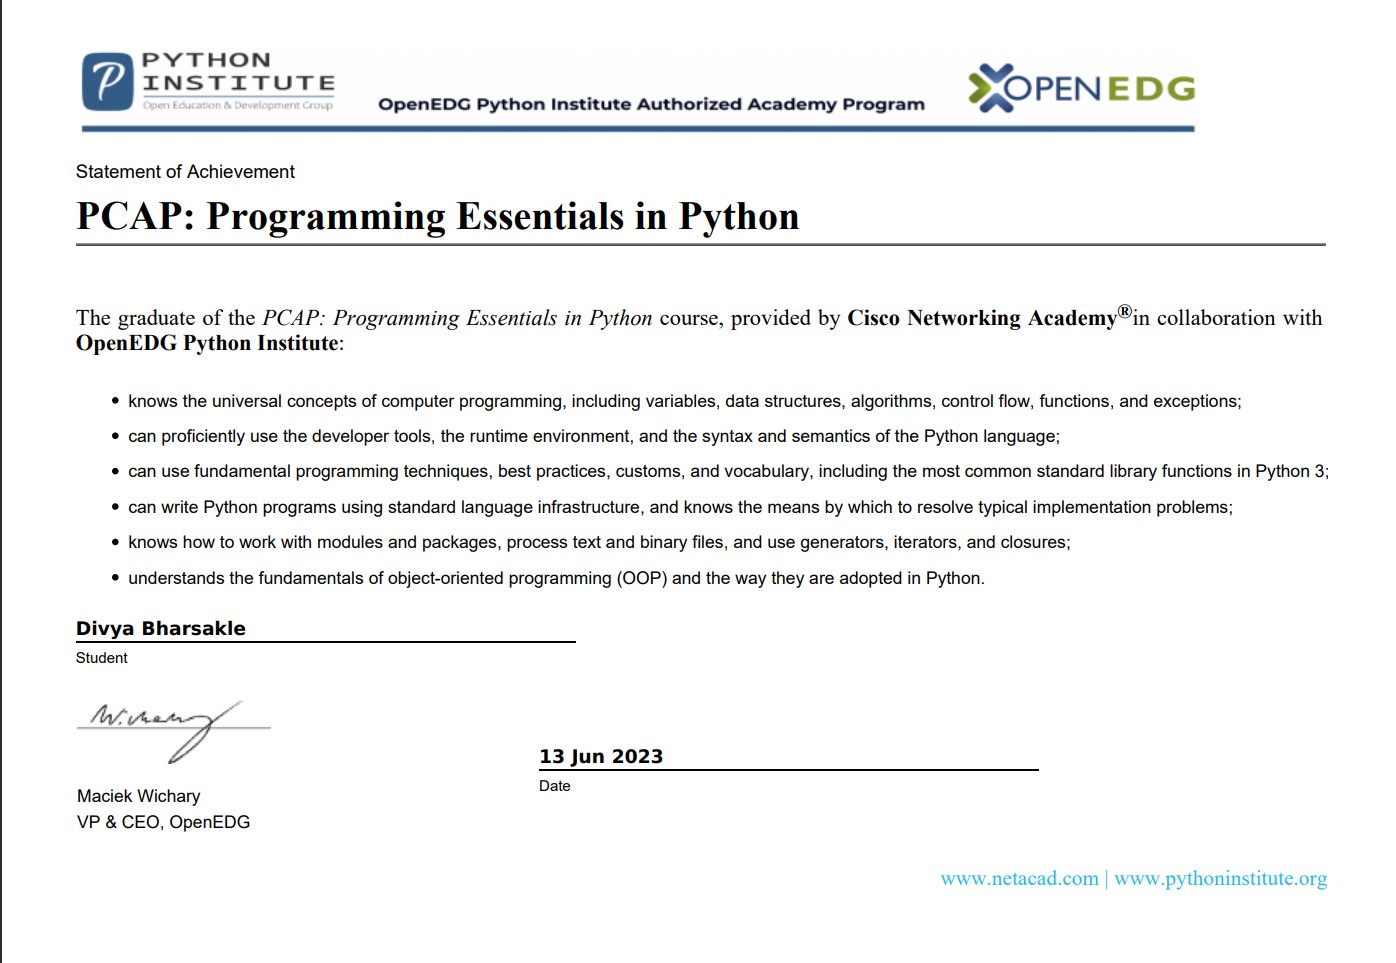 PYTHON
INSTITUTE
Open Education & Development Group
OpenEDG Python Institute Authorized Academy Program
OPENEDG
Statement of Achievement
PCAP: Programming Essentials in Python
The graduate of the PCAP: Programming Essentials in Python course, provided by Cisco Networking Academy®in collaboration with
OpenEDG Python Institute:
• knows the universal concepts of computer programming, including variables, data structures, algorithms, control flow, functions, and exceptions;
• can proficiently use the developer tools, the runtime environment, and the syntax and semantics of the Python language;
• can use fundamental programming techniques, best practices, customs, and vocabulary, including the most common standard library functions in Python 3;
• can write Python programs using standard language infrastructure, and knows the means by which to resolve typical implementation problems;
• knows how to work with modules and packages, process text and binary files, and use generators, iterators, and closures;
• understands the fundamentals of object-oriented programming (OOP) and the way they are adopted in Python.
Divya Bharsakle
Student
W.Wichary
13 Jun 2023
Date
Maciek Wichary
VP & CEO, OpenEDG
www.netacad.com | www.pythoninstitute.org